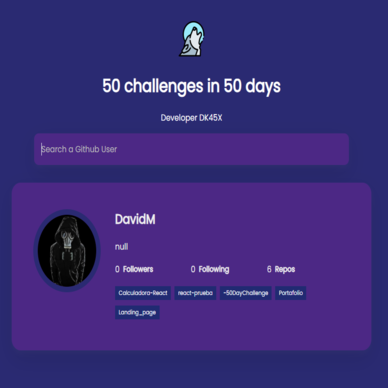 50 challenges in 50 days
Developer DK45X
Search a Github User
DavidM
null
0 Followers 0 Following 6 Repos
Calculadora-React react-prueba -50DayChallenge Portafolio
Landing_page